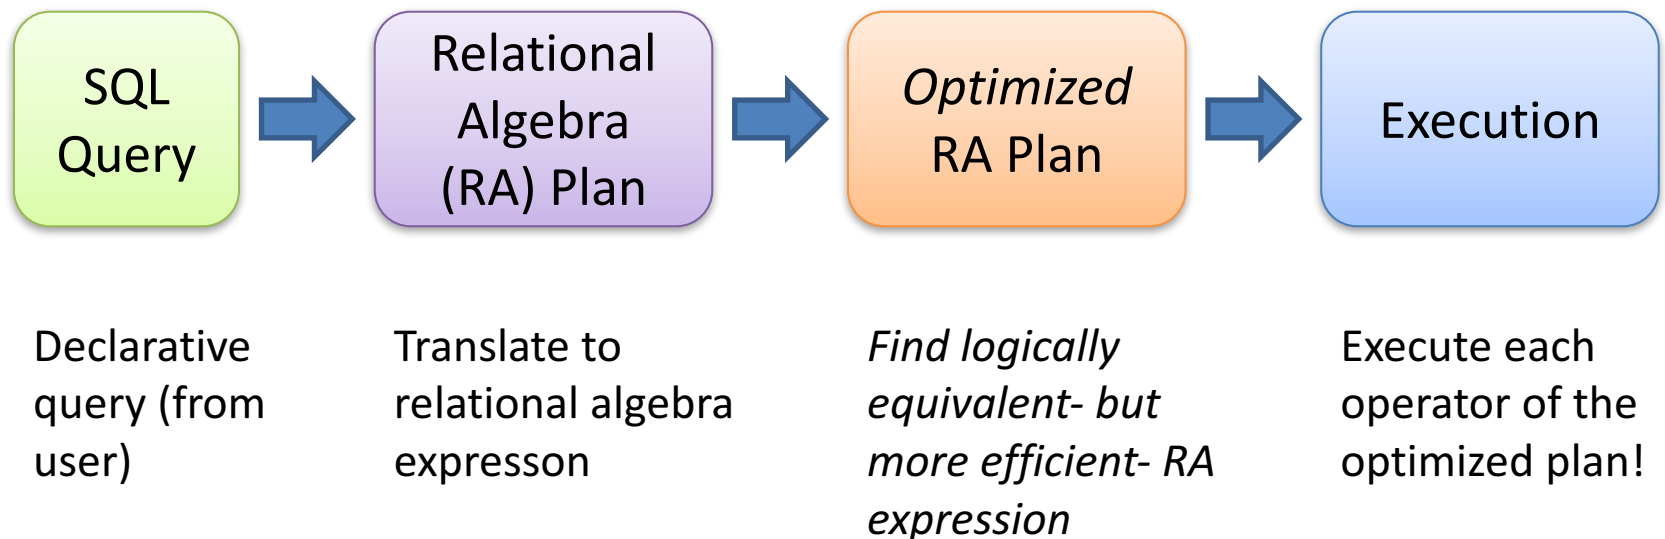 SQL
Query
Relational
Algebra
(RA) Plan
Optimized
RA Plan
Execution
Declarative
query (from
user)
Translate to
relational algebra
expresson
Find logically
equivalent- but
more efficient- RA
expression
Execute each
operator of the
optimized plan!